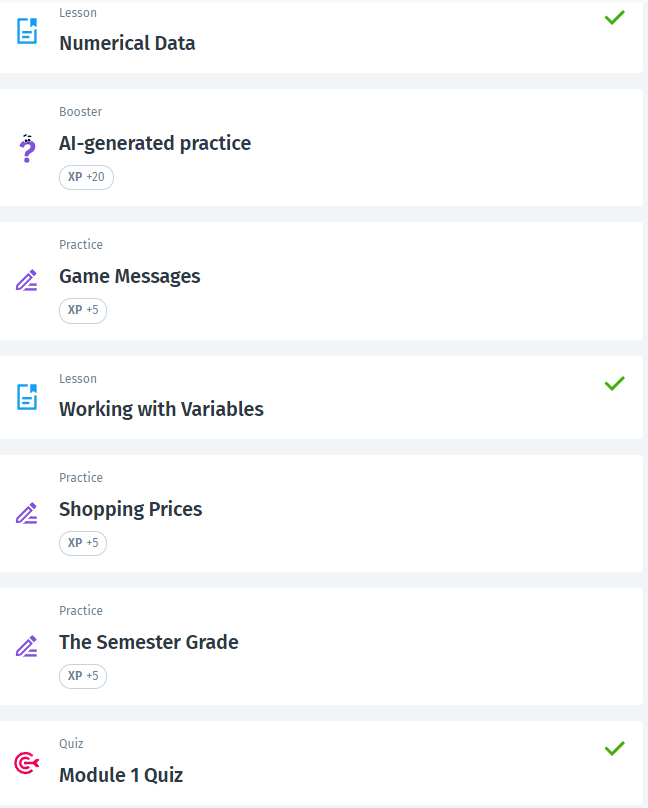 Lesson
Numerical Data
Booster
AI-generated practice
XP +20
Practice
Game Messages
XP +5
Lesson
Working with Variables
Practice
Shopping Prices
XP +5
Practice
The Semester Grade
XP +5
Quiz
Module 1 Quiz